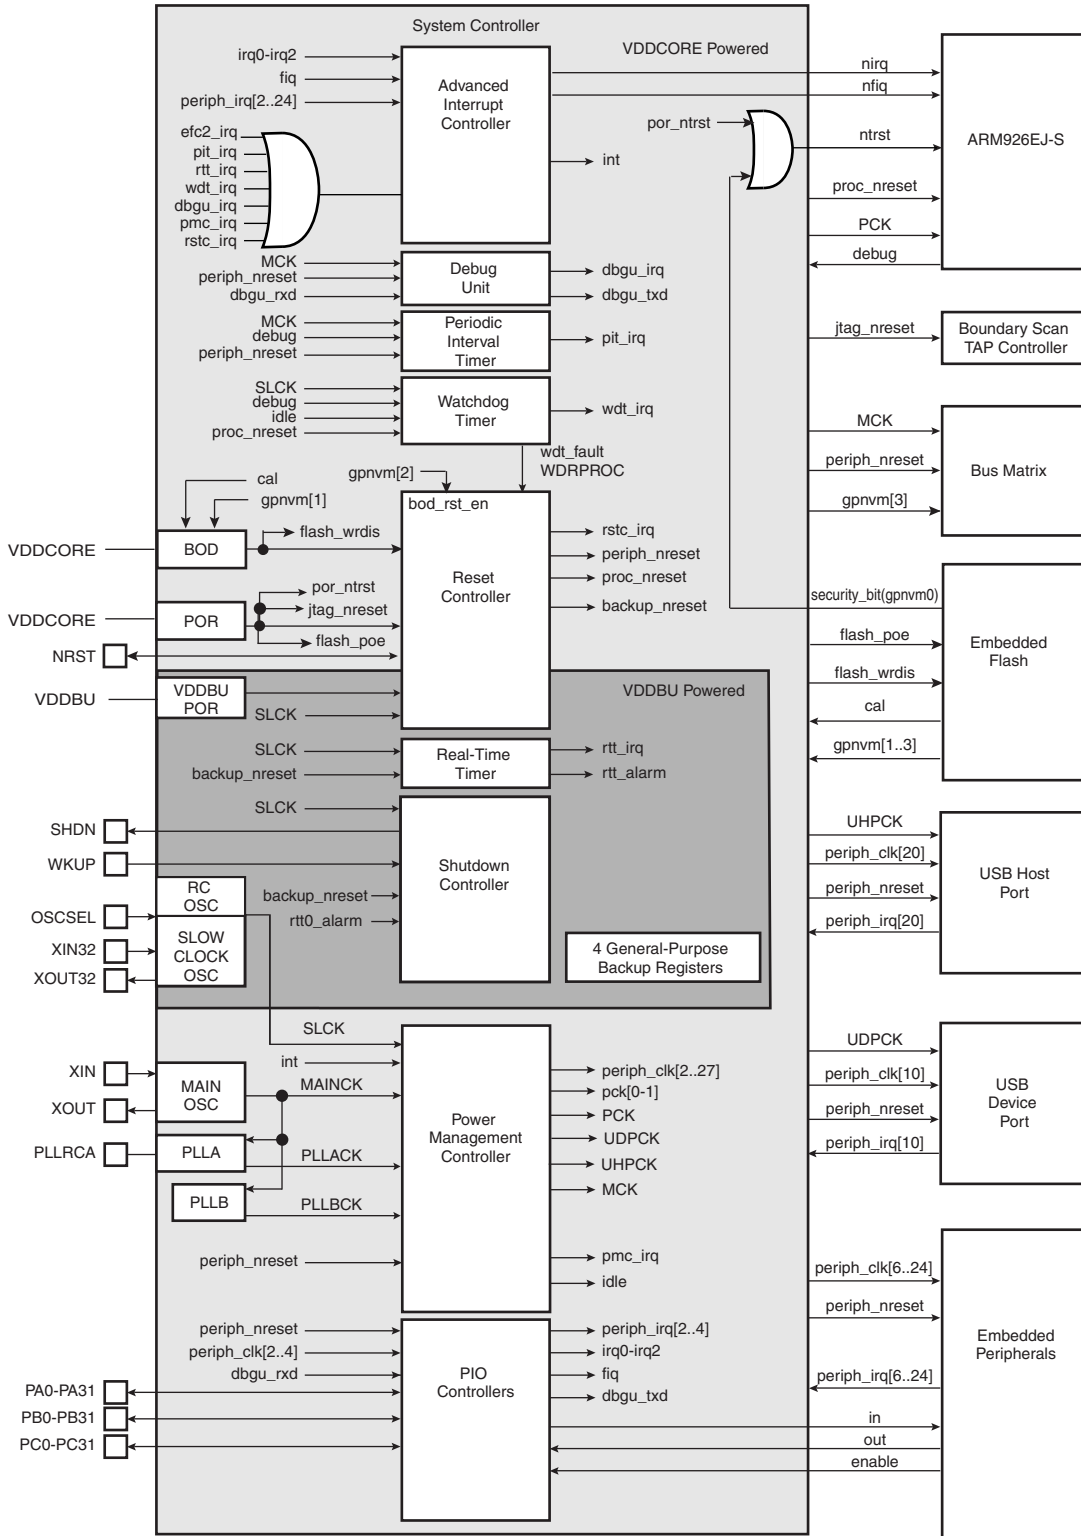 System Controller
VDDCORE Powered
irq0-irq2
fiq
periph_irq[2..24]
efc2_irq
pit_irq
rtt_irq
wdt_irq
dbgu_irq
pmc_irq
rstc_irq
Advanced
Interrupt
Controller
int
por_ntrst
nirq
nfiq
ntrst
proc_nreset
PCK
debug
ARM926EJ-S
MCK
periph_nreset
dbgu_rxd
Debug
Unit
dbgu_irq
dbgu_txd
MCK
debug
periph_nreset
Periodic
Interval
Timer
pit_irq
jtag_nreset
Boundary Scan
TAP Controller
SLCK
debug
idle
proc_nreset
Watchdog
Timer
wdt_irq
wdt_fault
WDRPROC
MCK
periph_nreset
gpnvm[3]
Bus Matrix
cal
gpnvm[1]
gpnvm[2]
bod_rst_en
VDDCORE
BOD
flash_wrdis
Reset
Controller
rstc_irq
periph_nreset
proc_nreset
backup_nreset
VDDCORE
POR
por_ntrst
jtag_nreset
flash_poe
NRST
security_bit(gpnvm0)
flash_poe
flash_wrdis
cal
gpnvm[1..3]
Embedded
Flash
VDDBU
VDDBU
POR
SLCK
VDDBU Powered
SLCK
backup_nreset
Real-Time
Timer
rtt_irq
rtt_alarm
SLCK
SHDN
WKUP
backup_nreset
rtt0_alarm
Shutdown
Controller
4 General-Purpose
Backup Registers
RC
OSC
OSCSEL
XIN32
XOUT32
SLOW
CLOCK
OSC
UHPCK
periph_clk[20]
periph_nreset
periph_irq[20]
USB Host
Port
SLCK
int
MAINCK
XIN
XOUT
MAIN
OSC
PLLRCA
PLLA
PLLACK
PLLB
PLLBCK
periph_nreset
Power
Management
Controller
periph_clk[2..27]
pck[0-1]
PCK
UDPCK
UHPCK
MCK
pmc_irq
idle
UDPCK
periph_clk[10]
periph_nreset
periph_irq[10]
USB
Device
Port
periph_nreset
periph_clk[2..4]
dbgu_rxd
PA0-PA31
PB0-PB31
PC0-PC31
PIO
Controllers
periph_irq[2..4]
irq0-irq2
fiq
dbgu_txd
periph_clk[6..24]
periph_nreset
periph_irq[6..24]
in
out
enable
Embedded
Peripherals